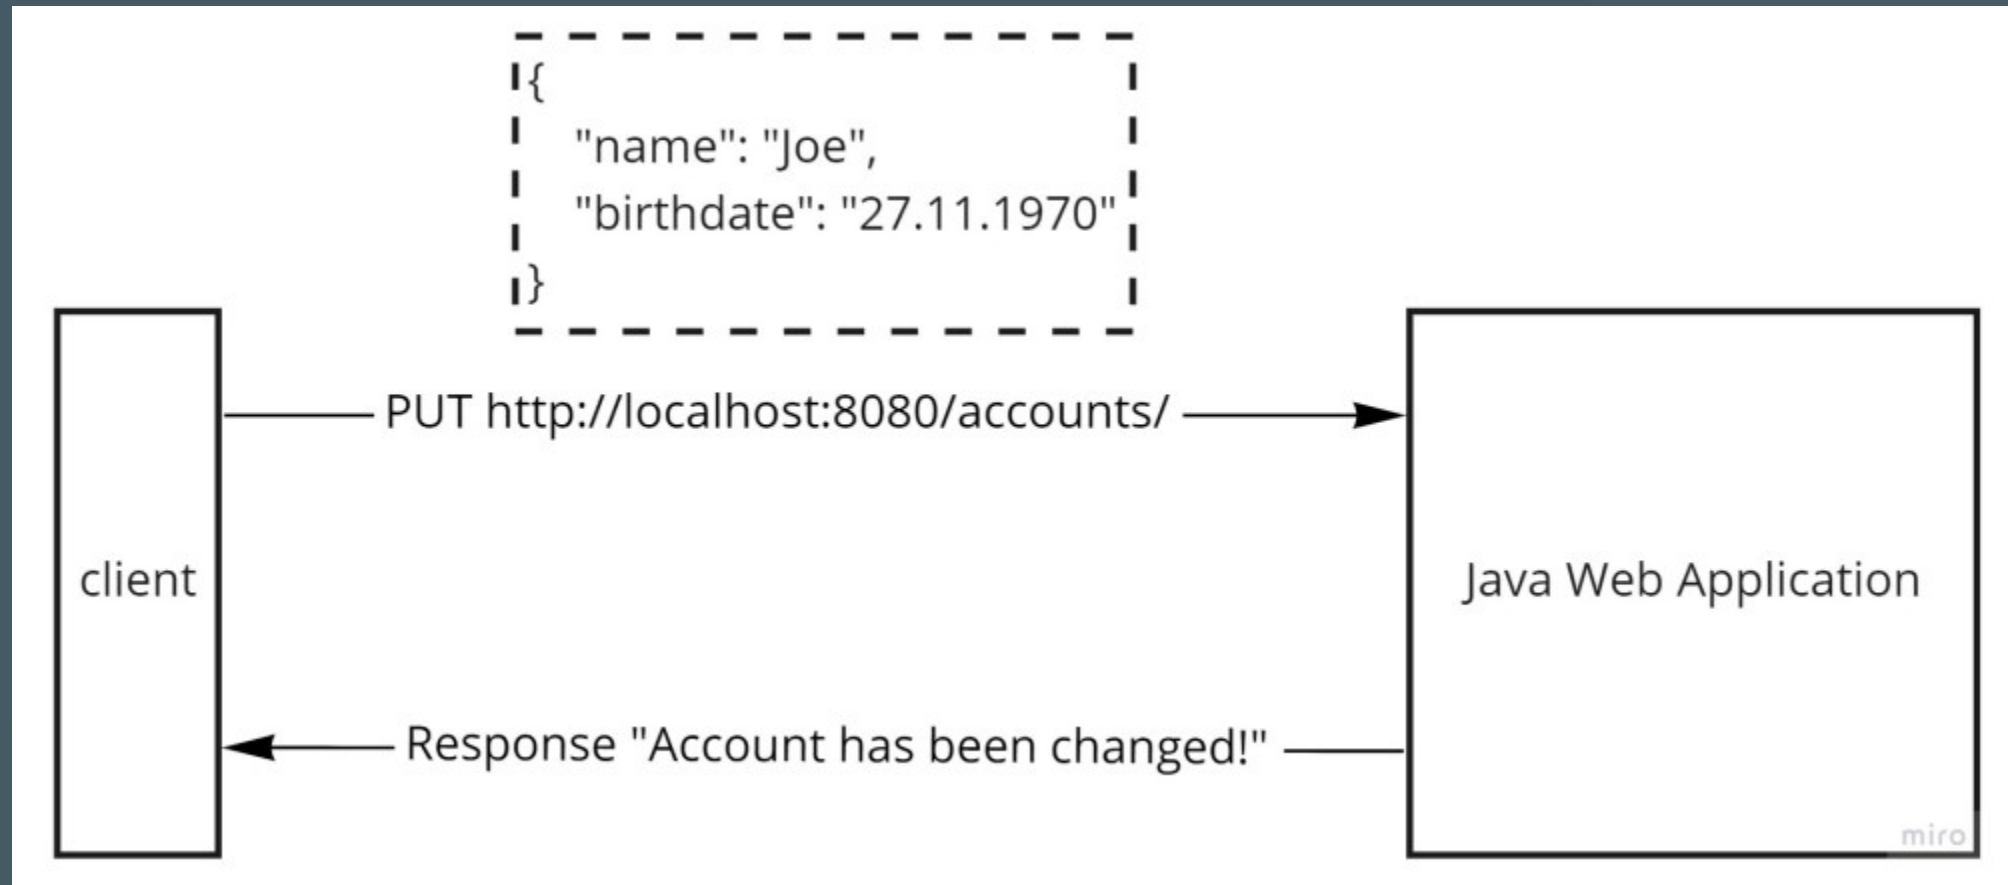 {
"name": "Joe",
"birthdate": "27.11.1970"
}
PUT http://localhost:8080/accounts/
client
Java Web Application
Response "Account has been changed!"
miro